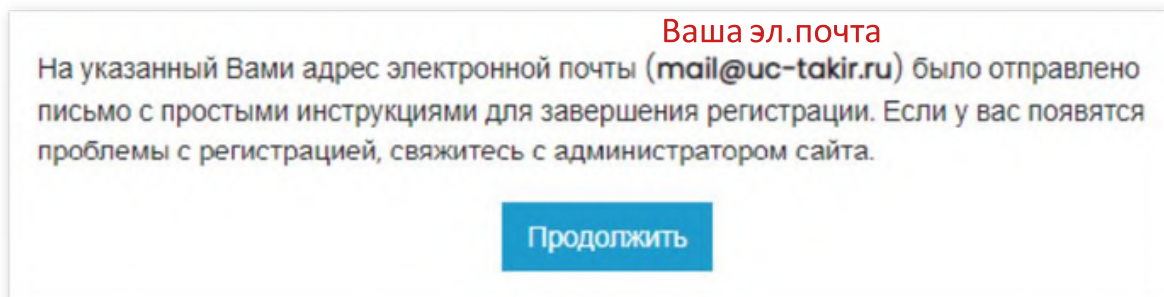 Ваша эл.почта
На указанный Вами адрес электронной почты (mail@uc-takir.ru) было отправлено
письмо с простыми инструкциями для завершения регистрации. Если у вас появятся
проблемы с регистрацией, свяжитесь с администратором сайта.
Продолжить